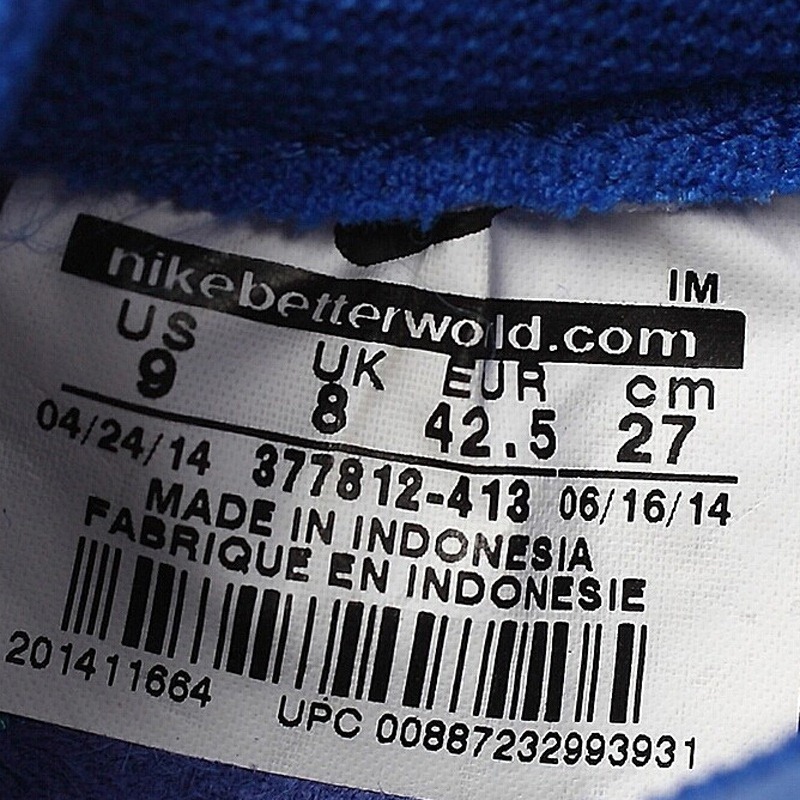 IM
nikebetterworld.com
US UK EUR cm
9 8 42.5 27
04/24/14 377812-413 06/16/14
MADE IN INDONESIA
FABRIQUE EN INDONESIE
201411664 UPC 00887232993931